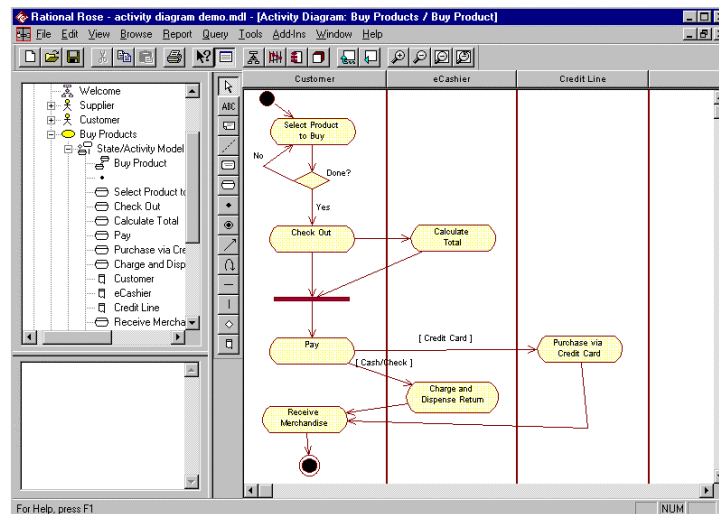 Rational Rose - activity diagram demo.mdl - [Activity Diagram: Buy Products / Buy Product]
File Edit View Browse Report Query Tools Add-Ins Window Help
Customer eCashier Credit Line
Welcome
Supplier
Customer
Buy Products
State/Activity Model
Buy Product
Select Product to
Check Out
Calculate Total
Pay
Purchase via Cre
Charge and Disp
Customer
eCashier
Credit Line
Receive Mercha
ABC
Select Product
to Buy
No
Done?
Yes
Check Out
Calculate
Total
[ Credit Card ]
Pay
Purchase via
Credit Card
[ Cash/Check ]
Charge and
Dispense Return
Receive
Merchandise
For Help, press F1
NUM